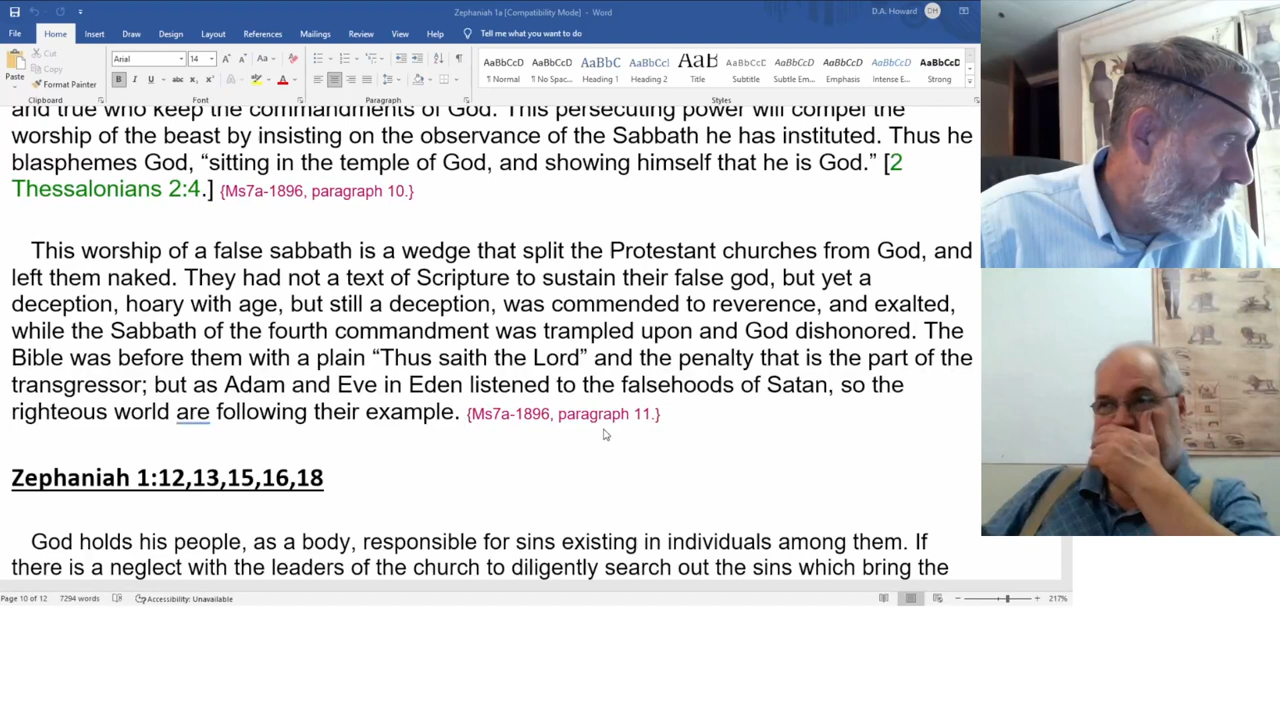 Zephaniah 1a [Compatibility Mode] - Word
D.A. Howard
DH
File Home Insert Draw Design Layout References Mailings Review View Help Tell me what you want to do
Paste
Cut
Copy
Format Painter
Clipboard
Arial 14
Font
Paragraph
AaBbCcD AaBbCcD AaBbC AaBbCcI AaB AaBbCcD AaBbCcD AaBbCcD AaBbCcD AaBbCcD
¶ Normal ¶ No Spac... Heading 1 Heading 2 Title Subtitle Subtle Em... Emphasis Intense E... Strong
Styles
and true who keep the commandments of God. This persecuting power will compel the
worship of the beast by insisting on the observance of the Sabbath he has instituted. Thus he
blasphemes God, “sitting in the temple of God, and showing himself that he is God.” [2
Thessalonians 2:4.] {Ms7a-1896, paragraph 10.}
This worship of a false sabbath is a wedge that split the Protestant churches from God, and
left them naked. They had not a text of Scripture to sustain their false god, but yet a
deception, hoary with age, but still a deception, was commended to reverence, and exalted,
while the Sabbath of the fourth commandment was trampled upon and God dishonored. The
Bible was before them with a plain “Thus saith the Lord” and the penalty that is the part of the
transgressor; but as Adam and Eve in Eden listened to the falsehoods of Satan, so the
righteous world are following their example. {Ms7a-1896, paragraph 11.}
Zephaniah 1:12,13,15,16,18
God holds his people, as a body, responsible for sins existing in individuals among them. If
there is a neglect with the leaders of the church to diligently search out the sins which bring the
Page 10 of 12 7294 words Accessibility: Unavailable 217%